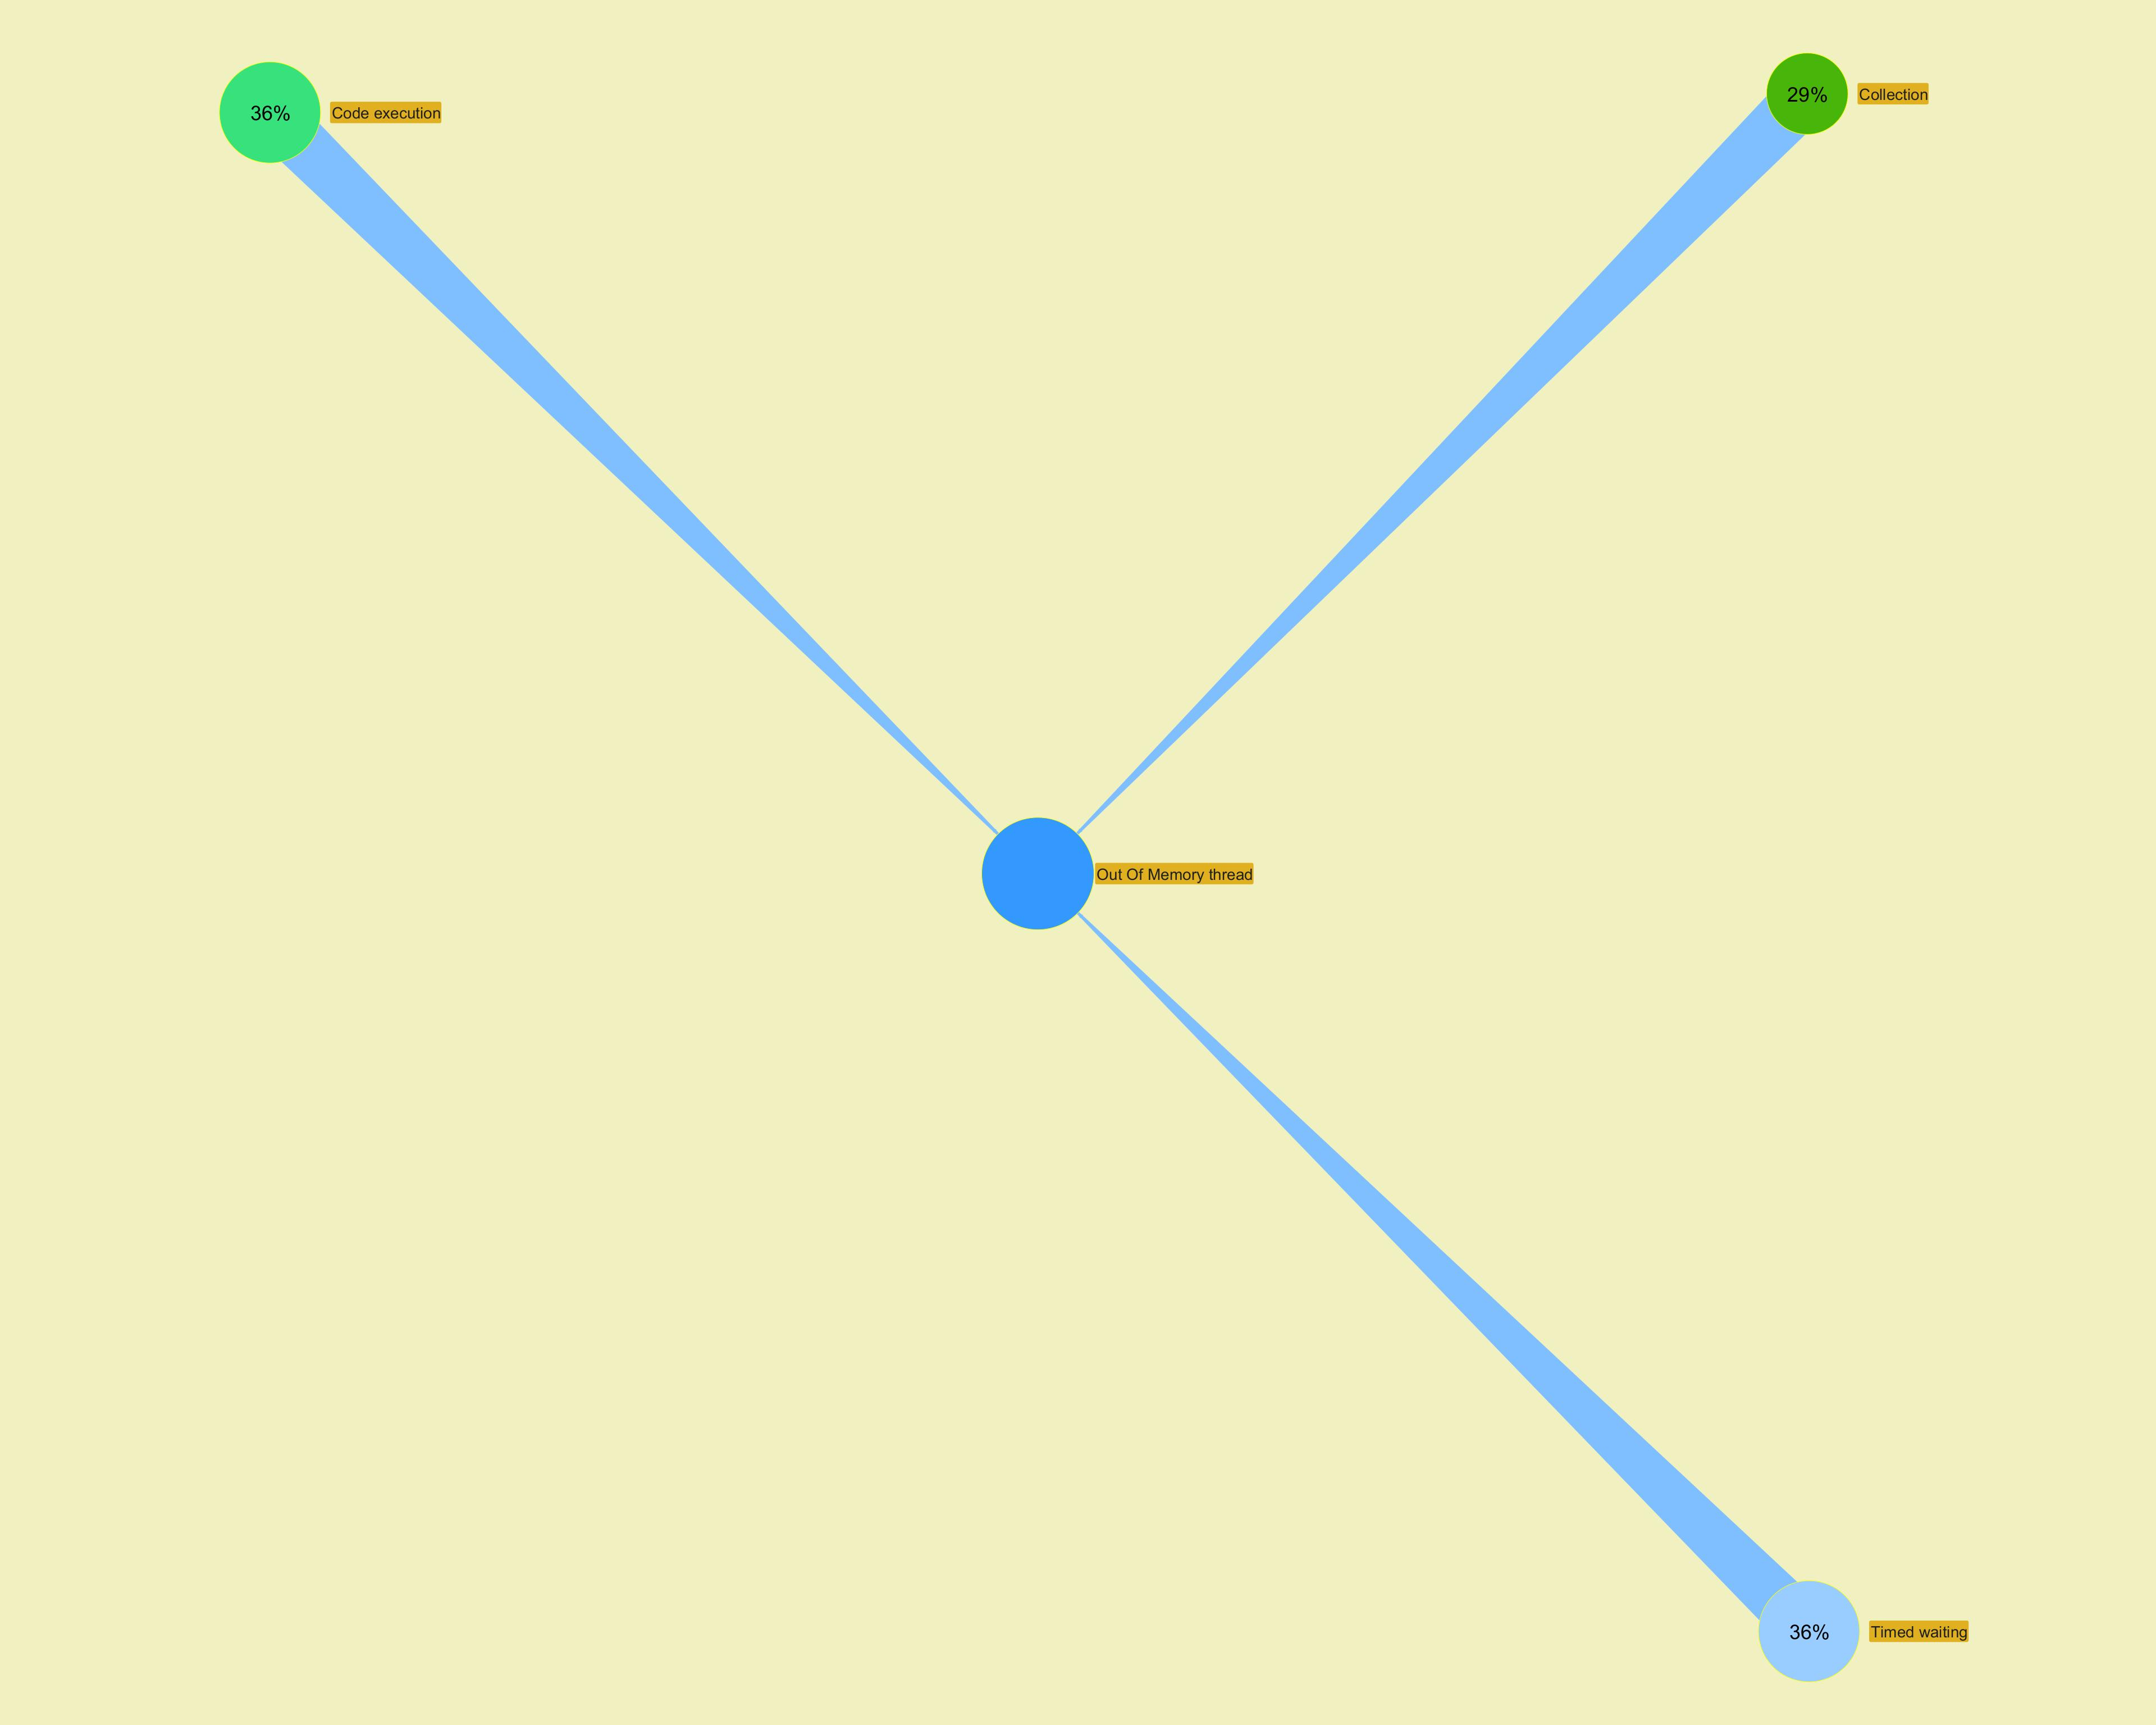 29% Collection
36% Code execution
Out Of Memory thread
36% Timed waiting